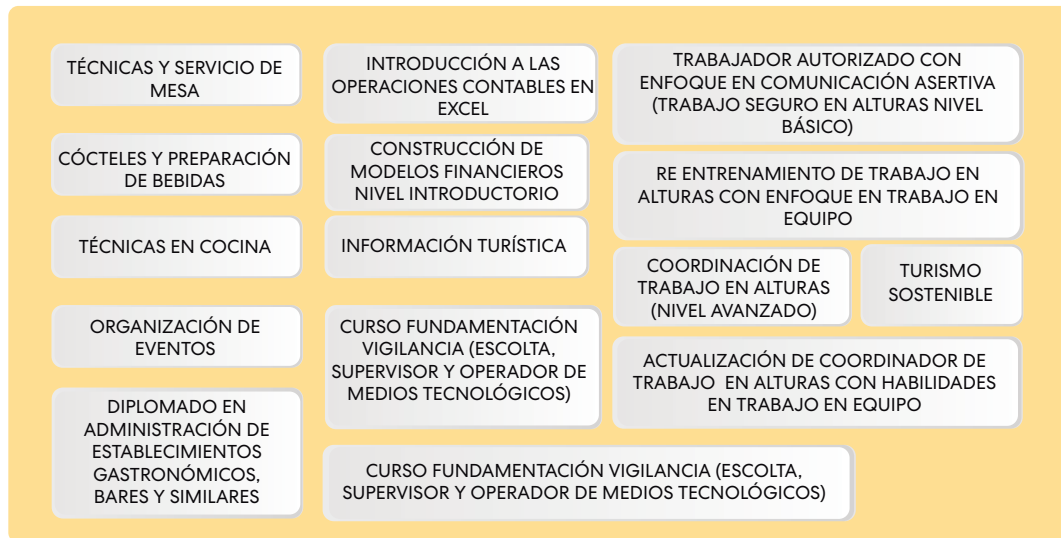 TÉCNICAS Y SERVICIO DE
MESA
CÓCTELES Y PREPARACIÓN
DE BEBIDAS
TÉCNICAS EN COCINA
ORGANIZACIÓN DE
EVENTOS
DIPLOMADO EN
ADMINISTRACIÓN DE
ESTABLECIMIENTOS
GASTRONÓMICOS,
BARES Y SIMILARES
INTRODUCCIÓN A LAS
OPERACIONES CONTABLES EN
EXCEL
CONSTRUCCIÓN DE
MODELOS FINANCIEROS
NIVEL INTRODUCTORIO
INFORMACIÓN TURÍSTICA
CURSO FUNDAMENTACIÓN
VIGILANCIA (ESCOLTA,
SUPERVISOR Y OPERADOR DE
MEDIOS TECNOLÓGICOS)
CURSO FUNDAMENTACIÓN VIGILANCIA (ESCOLTA,
SUPERVISOR Y OPERADOR DE MEDIOS TECNOLÓGICOS)
TRABAJADOR AUTORIZADO CON
ENFOQUE EN COMUNICACIÓN ASERTIVA
(TRABAJO SEGURO EN ALTURAS NIVEL
BÁSICO)
RE ENTRENAMIENTO DE TRABAJO EN
ALTURAS CON ENFOQUE EN TRABAJO EN
EQUIPO
COORDINACIÓN DE
TRABAJO EN ALTURAS
(NIVEL AVANZADO)
TURISMO
SOSTENIBLE
ACTUALIZACIÓN DE COORDINADOR DE
TRABAJO EN ALTURAS CON HABILIDADES
EN TRABAJO EN EQUIPO